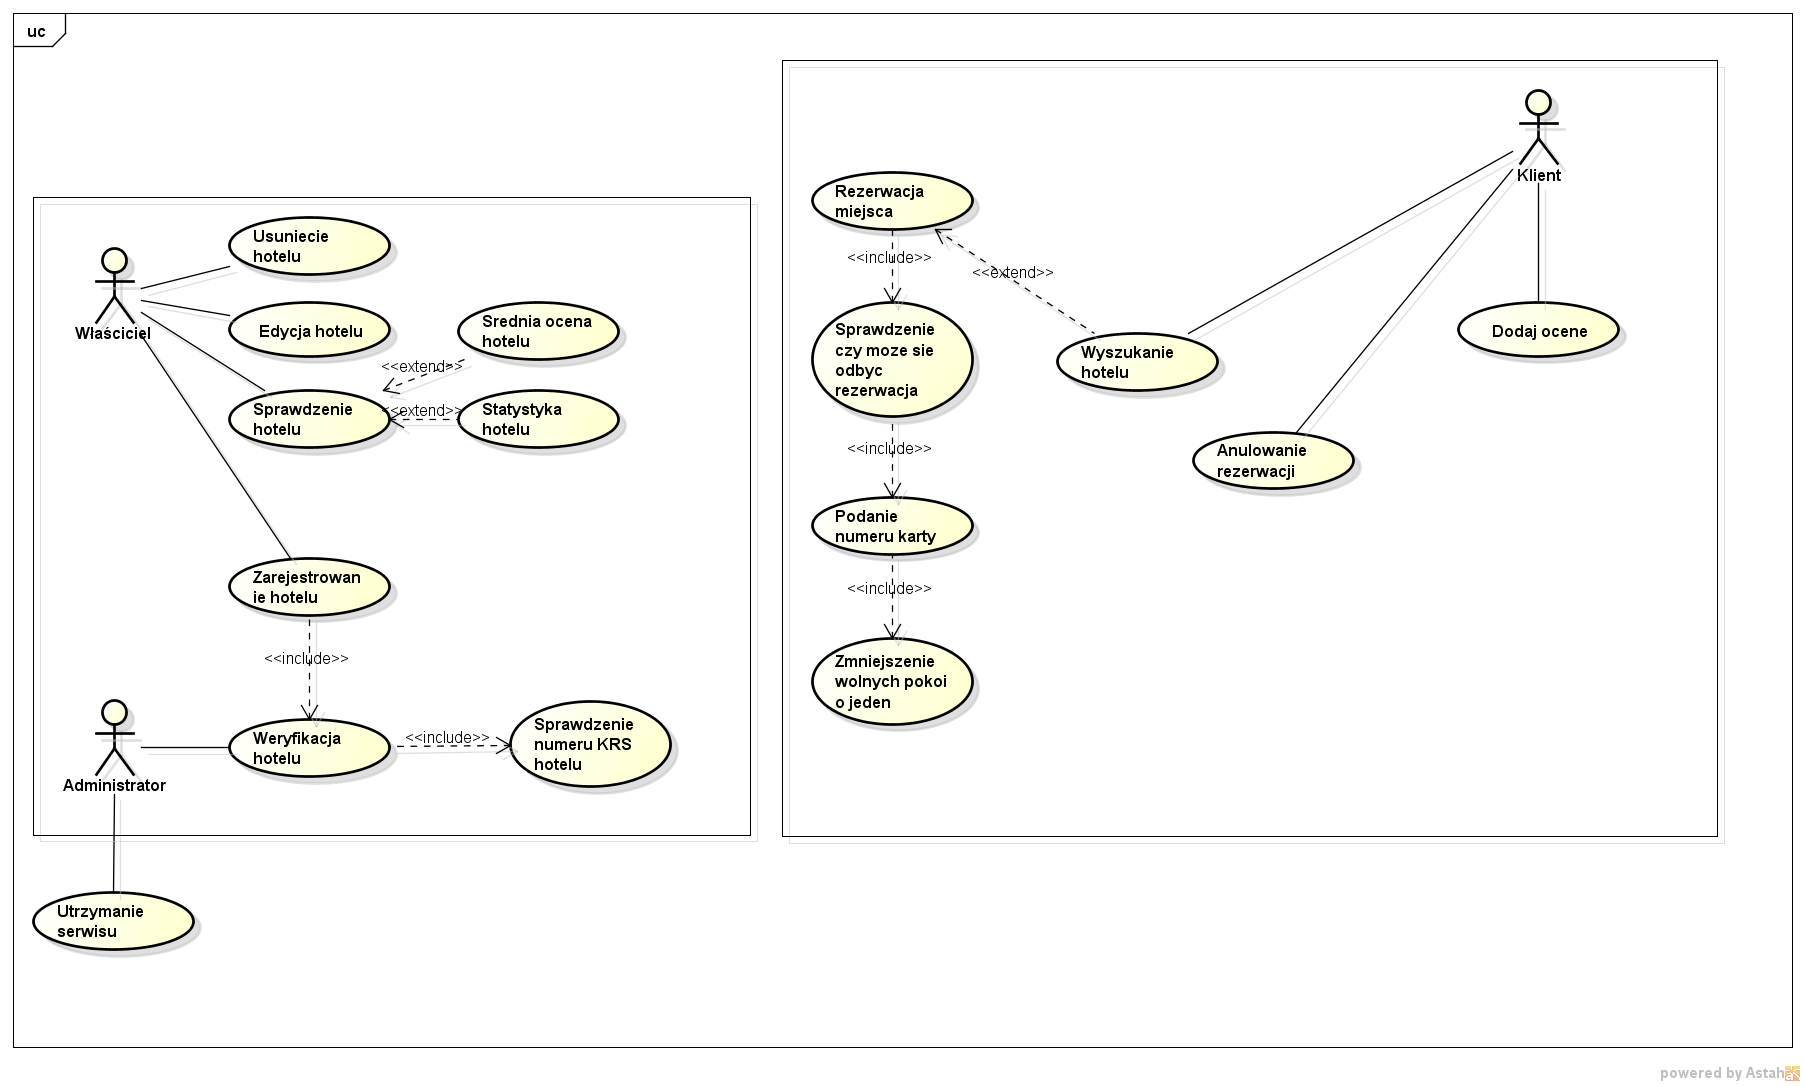 uc
Klient
Rezerwacja
miejsca
<<include>>
<<extend>>
Sprawdzenie
czy moze sie
odbyc
rezerwacja
Wyszukanie
hotelu
Dodaj ocene
Anulowanie
rezerwacji
<<include>>
Podanie
numeru karty
<<include>>
Zmniejszenie
wolnych pokoi
o jeden
Usuniecie
hotelu
Właściciel
Edycja hotelu
Srednia ocena
hotelu
<<extend>>
<<extend>>
Sprawdzenie
hotelu
Statystyka
hotelu
Zarejestrowan
ie hotelu
<<include>>
Administrator
Weryfikacja
hotelu
<<include>>
Sprawdzenie
numeru KRS
hotelu
Utrzymanie
serwisu
powered by Astah